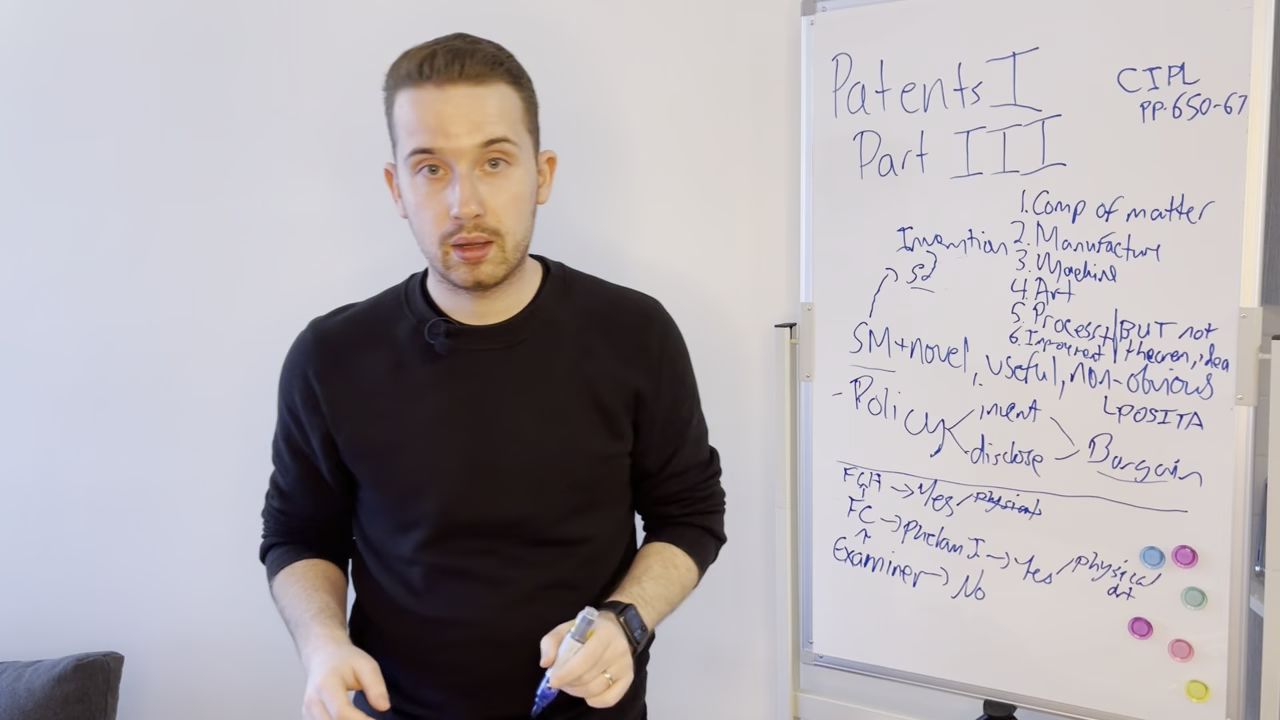 Patents I
CIPL
PP. 650-67
Part III
1. Comp of matter
Invention
2. Manufacture
3. Machine
4. Art
5. Process
BUT not
6. Improvement
theorem, idea
SM + novel, useful, non-obvious
POSITA
- Policy
invent
disclose
Bargain
→ Yes / physical
FC →
I → Yes / physical
art
Examiner → No